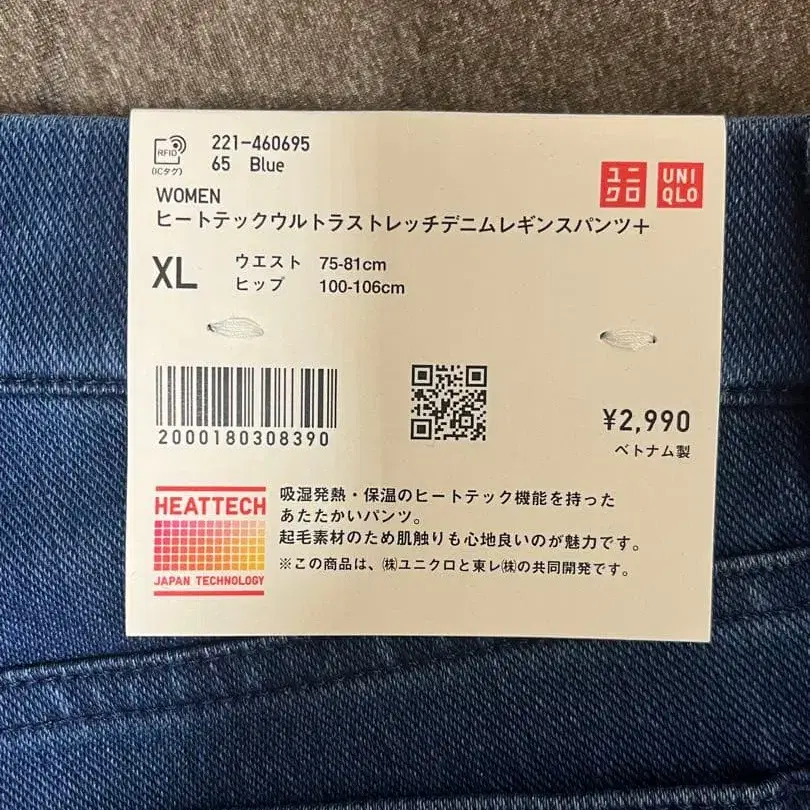 RFID
(ICタグ)
221-460695
65 Blue
ユニクロ
UNIQLO
WOMEN
ヒートテックウルトラストレッチデニムレギンスパンツ+
XL
ウエスト 75-81cm
ヒップ 100-106cm
2000180308390
¥2,990
ベトナム製
HEATTECH
JAPAN TECHNOLOGY
吸湿発熱・保温のヒートテック機能を持った
あたたかいパンツ。
起毛素材のため肌触りも心地良いのが魅力です。
※この商品は、㈱ユニクロと東レ㈱の共同開発です。